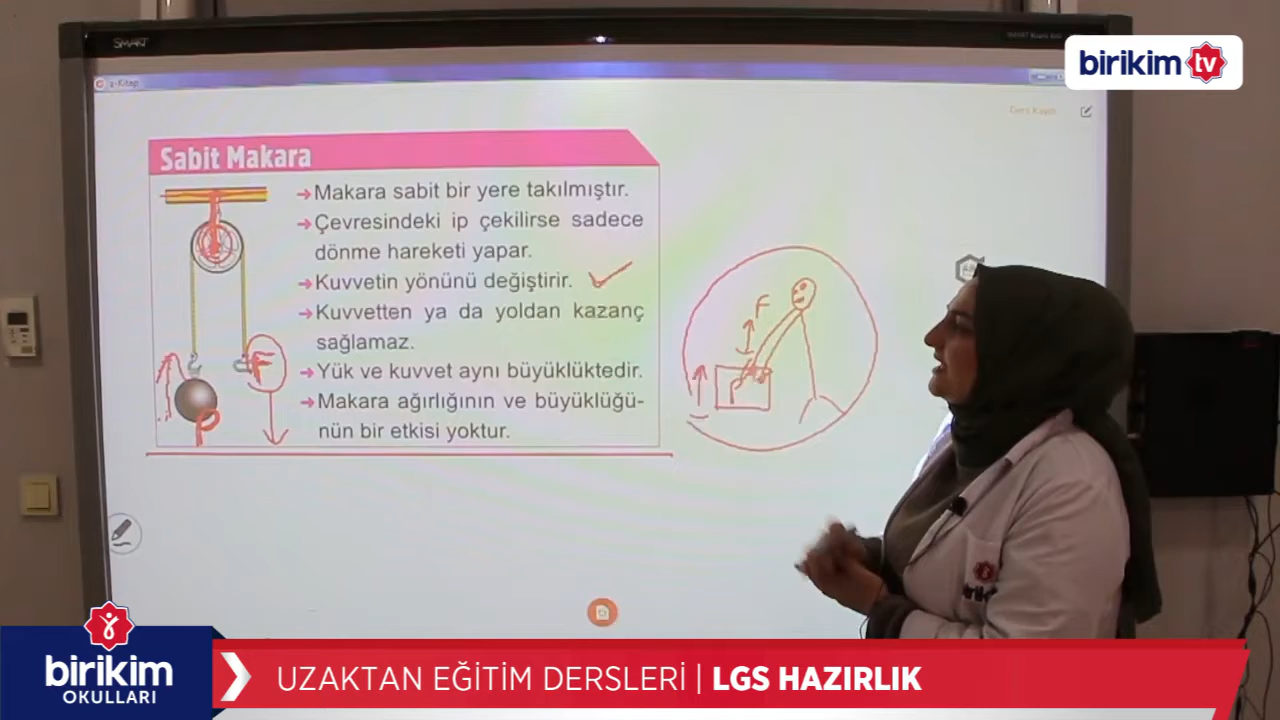 SMART
birikim tv
e-Kitap
Ders Kaydı
Sabit Makara
→Makara sabit bir yere takılmıştır.
→Çevresindeki ip çekilirse sadece
dönme hareketi yapar.
→Kuvvetin yönünü değiştirir.
→Kuvvetten ya da yoldan kazanç
sağlamaz.
→Yük ve kuvvet aynı büyüklüktedir.
→Makara ağırlığının ve büyüklüğü-
nün bir etkisi yoktur.
F
P
F
birikim
OKULLARI
UZAKTAN EĞİTİM DERSLERİ | LGS HAZIRLIK